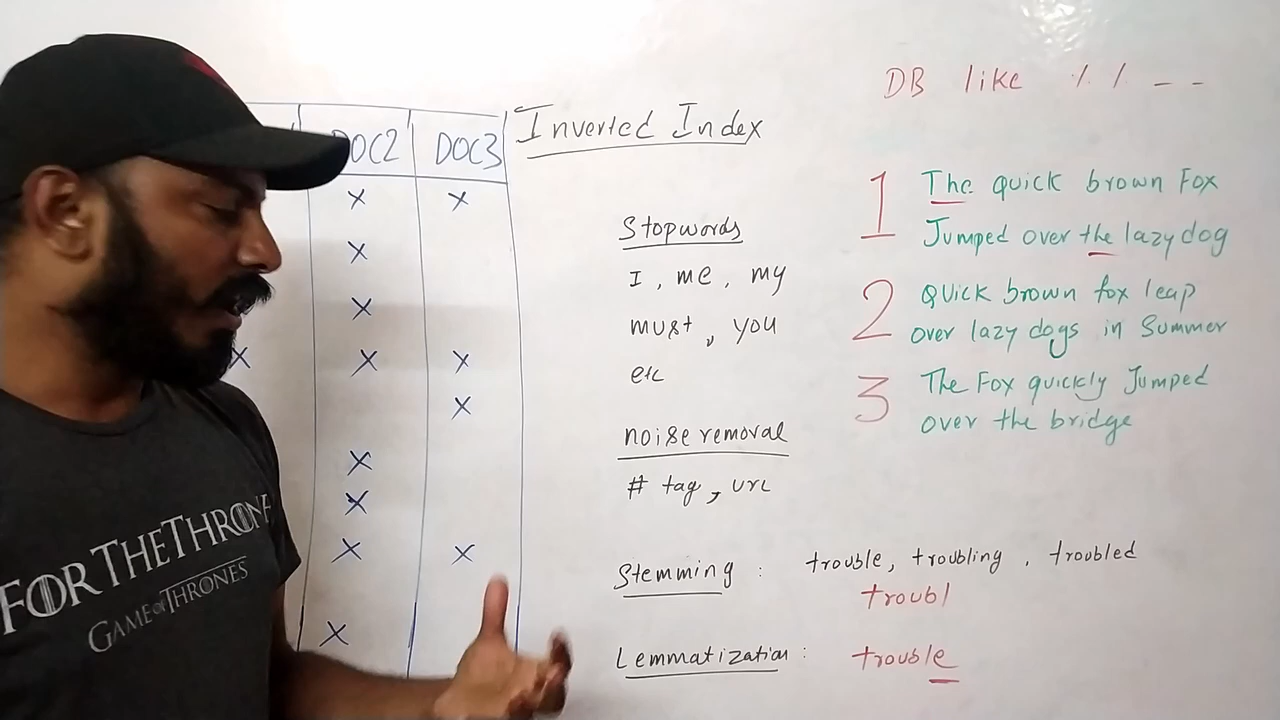 DB like % % _ _
DOC2 DOC3
Inverted Index
Stopwords
I, me, my
must, you
etc
noise removal
# tag, URL
Stemming : trouble, troubling, troubled
troubl
Lemmatization: trouble
1 The quick brown Fox
Jumped over the lazy dog
2 Quick brown fox leap
over lazy dogs in Summer
3 The Fox quickly Jumped
over the bridge
X X
X
X
X X X
X
X
X
X X
X
FOR THE THRONE
GAME OF THRONES